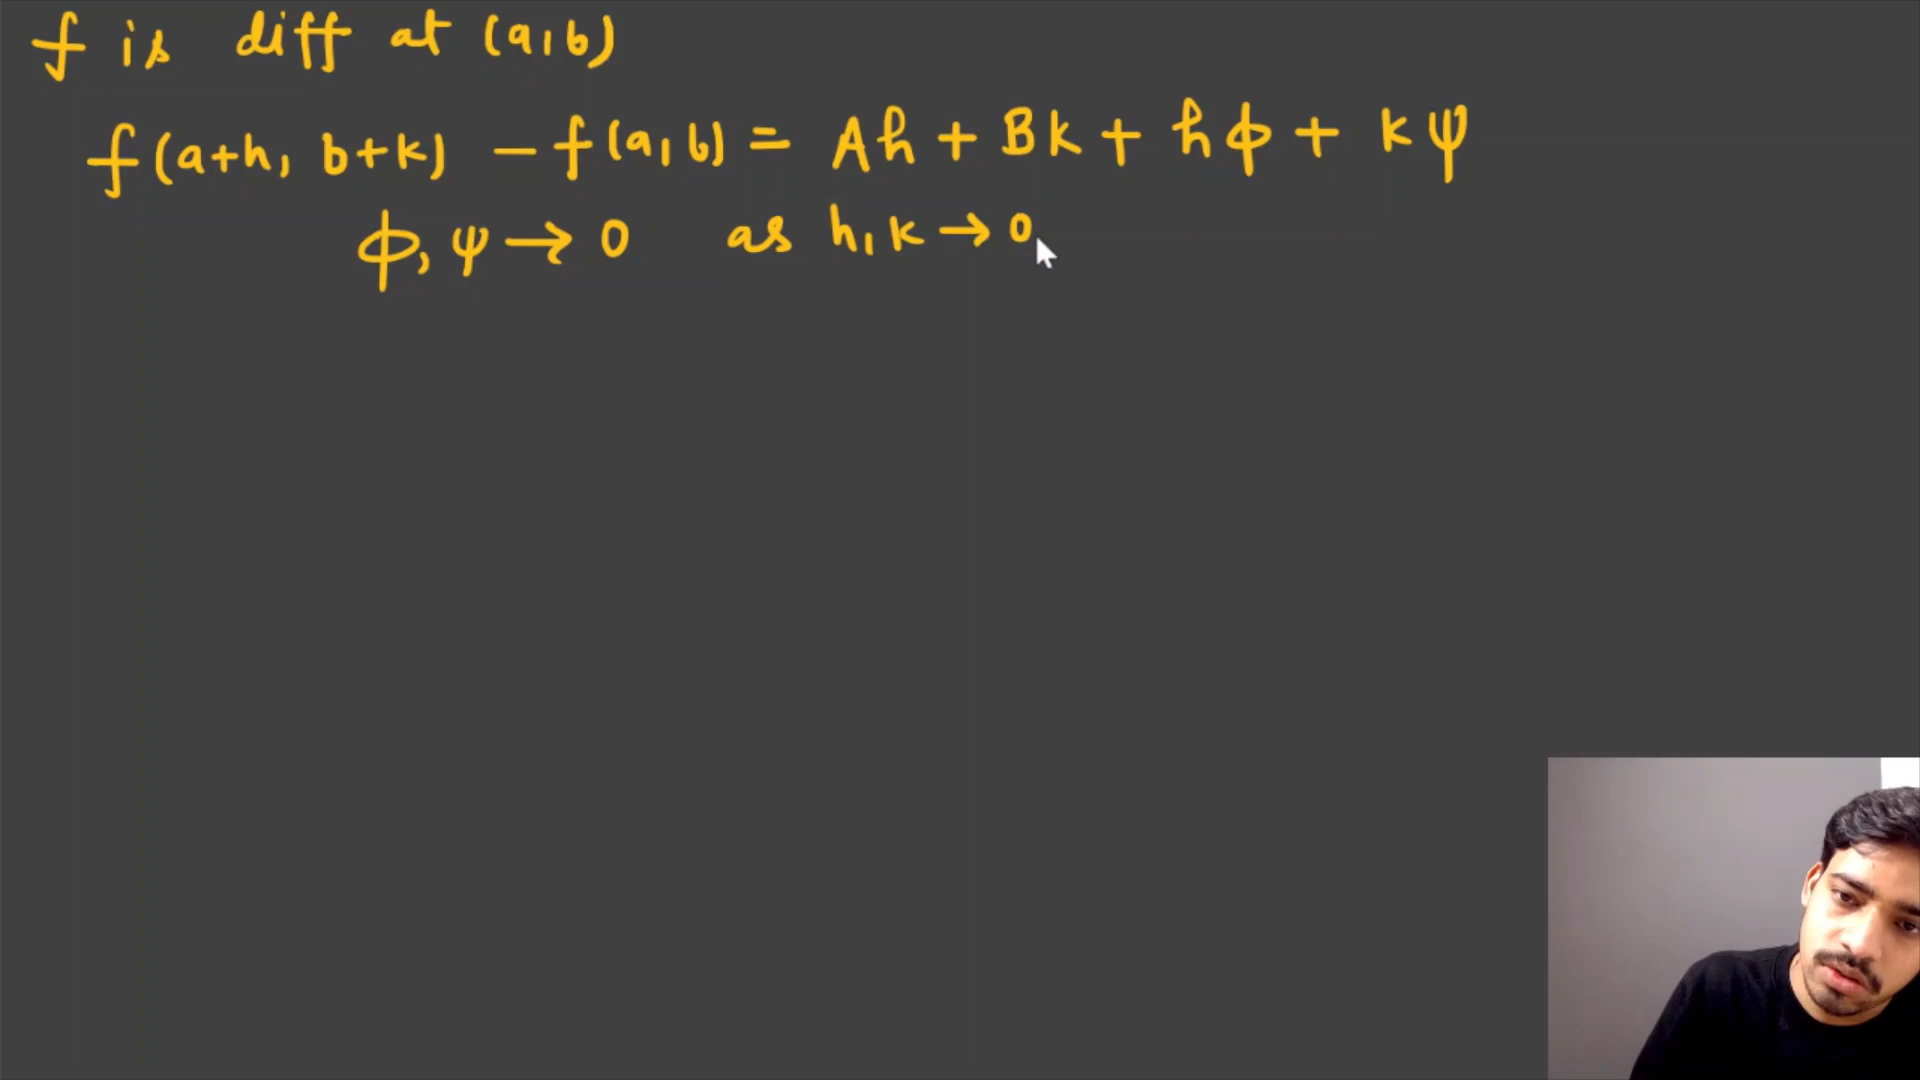 f is diff at (a,b)
f(a+h, b+k) - f(a,b) = Ah + Bk + hϕ + kψ
ϕ, ψ → 0 as h,k → 0